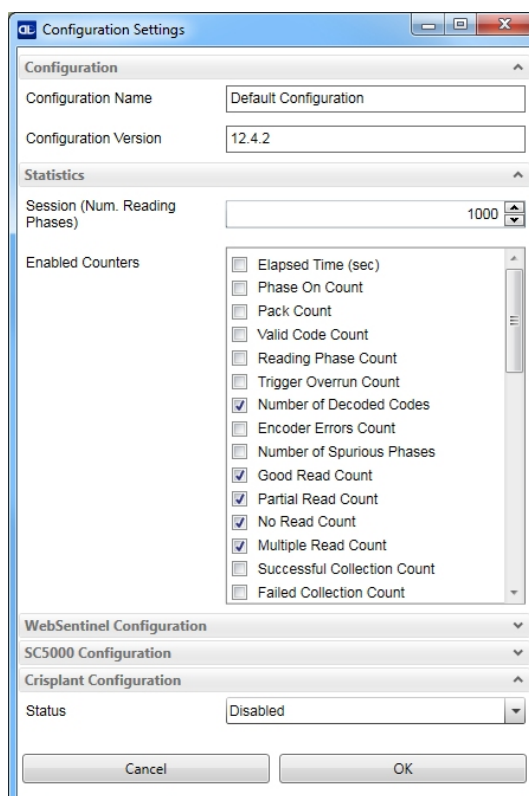 Configuration Settings
Configuration
Configuration Name
Default Configuration
Configuration Version
12.4.2
Statistics
Session (Num. Reading
Phases)
1000
Enabled Counters
Elapsed Time (sec)
Phase On Count
Pack Count
Valid Code Count
Reading Phase Count
Trigger Overrun Count
Number of Decoded Codes
Encoder Errors Count
Number of Spurious Phases
Good Read Count
Partial Read Count
No Read Count
Multiple Read Count
Successful Collection Count
Failed Collection Count
WebSentinel Configuration
SC5000 Configuration
Crisplant Configuration
Status
Disabled
Cancel
OK